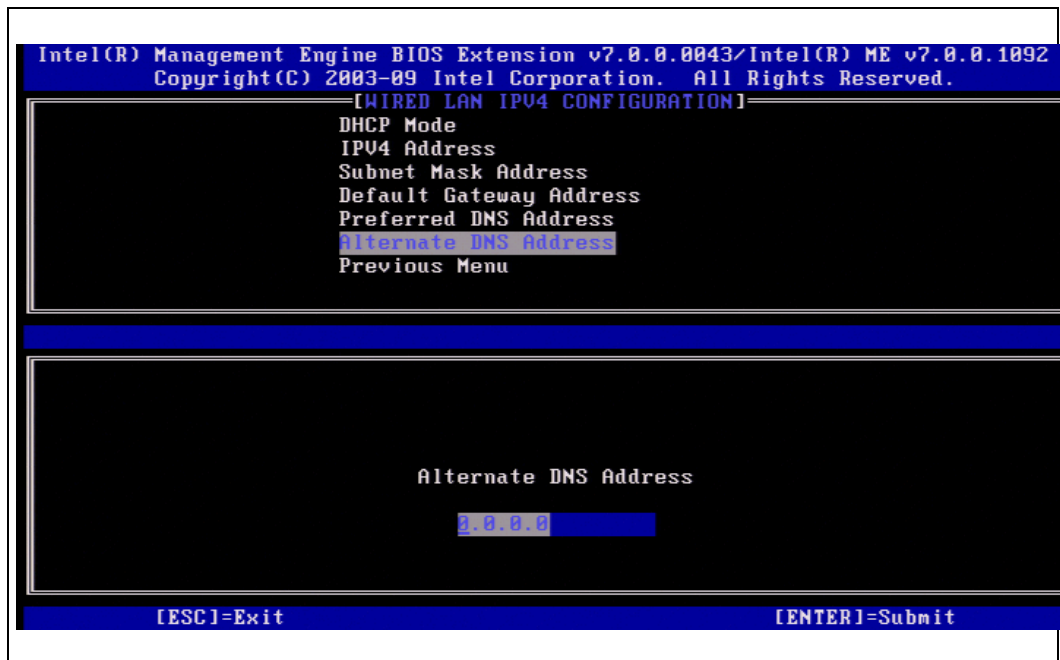 Intel(R) Management Engine BIOS Extension v7.0.0.0043/Intel(R) ME v7.0.0.1092
Copyright(C) 2003-09 Intel Corporation. All Rights Reserved.
[WIRED LAN IPV4 CONFIGURATION]
DHCP Mode
IPV4 Address
Subnet Mask Address
Default Gateway Address
Preferred DNS Address
Alternate DNS Address
Previous Menu
Alternate DNS Address
0.0.0.0
[ESC]=Exit [ENTER]=Submit